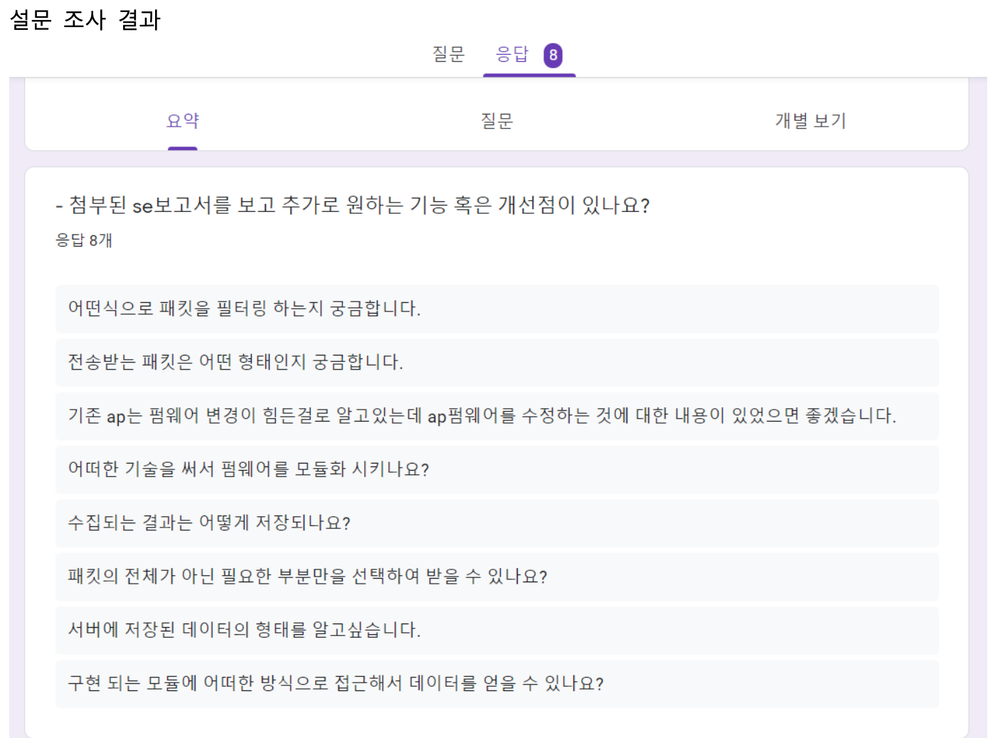 설문 조사 결과
질문 응답 8
요약 질문 개별 보기
- 첨부된 se보고서를 보고 추가로 원하는 기능 혹은 개선점이 있나요?
응답 8개
어떤식으로 패킷을 필터링 하는지 궁금합니다.
전송받는 패킷은 어떤 형태인지 궁금합니다.
기존 ap는 펌웨어 변경이 힘든걸로 알고있는데 ap펌웨어를 수정하는 것에 대한 내용이 있었으면 좋겠습니다.
어떠한 기술을 써서 펌웨어를 모듈화 시키나요?
수집되는 결과는 어떻게 저장되나요?
패킷의 전체가 아닌 필요한 부분만을 선택하여 받을 수 있나요?
서버에 저장된 데이터의 형태를 알고싶습니다.
구현 되는 모듈에 어떠한 방식으로 접근해서 데이터를 얻을 수 있나요?